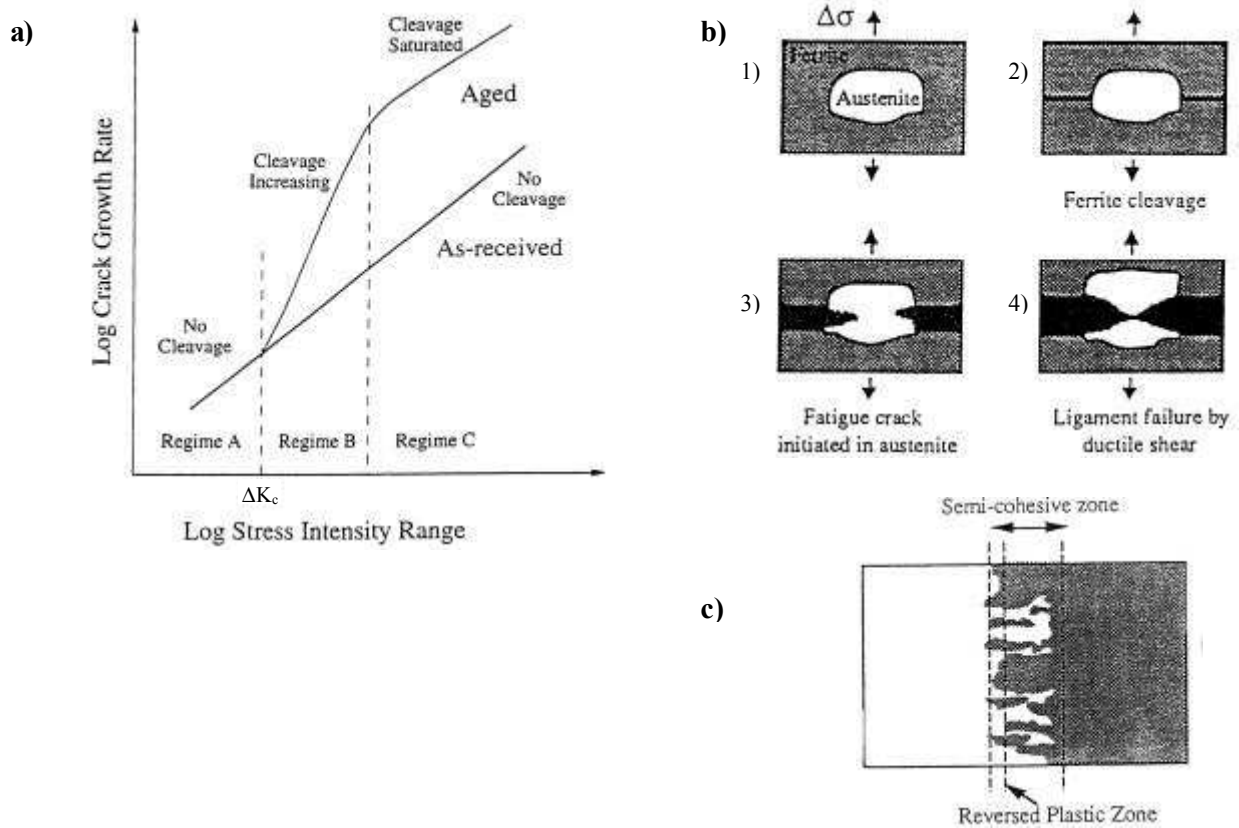 a)
Log Crack Growth Rate
Cleavage
Saturated
Aged
Cleavage
Increasing
No
Cleavage
As-received
No
Cleavage
Regime A
Regime B
Regime C
ΔKc
Log Stress Intensity Range
b)
Δσ
1)
Ferrite
Austenite
2)
Ferrite cleavage
3)
Fatigue crack
initiated in austenite
4)
Ligament failure by
ductile shear
c)
Semi-cohesive zone
Reversed Plastic Zone